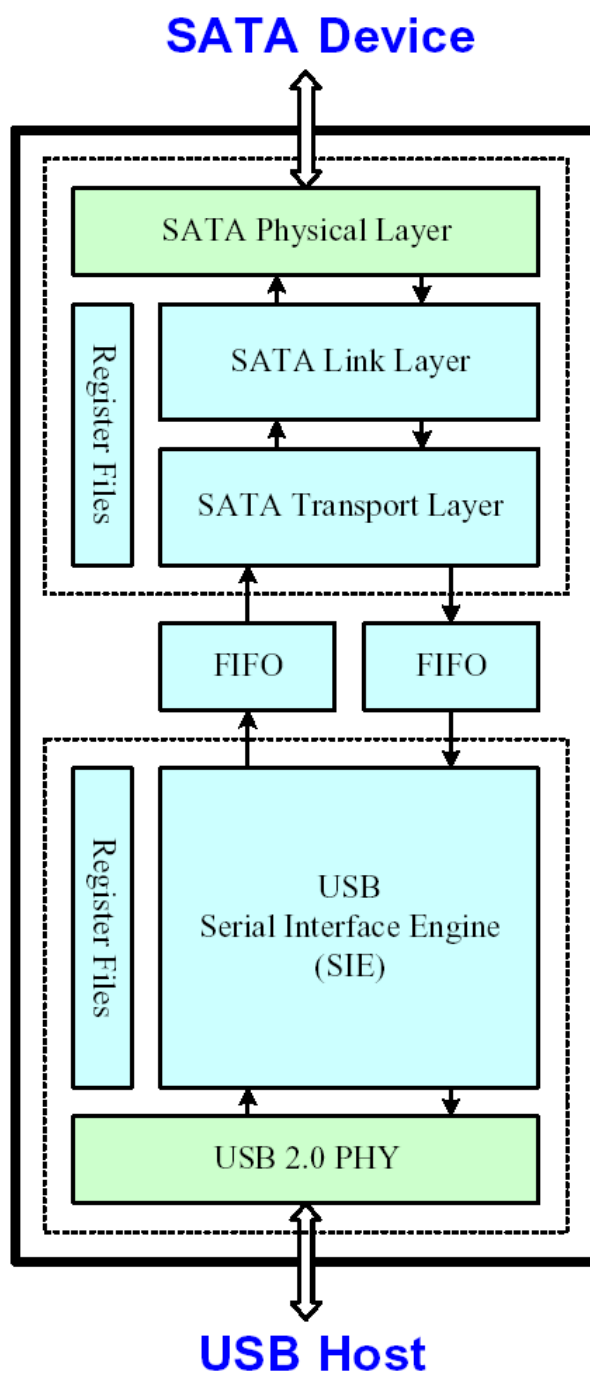 SATA Device
SATA Physical Layer
Register Files
SATA Link Layer
SATA Transport Layer
FIFO
FIFO
Register Files
USB
Serial Interface Engine
(SIE)
USB 2.0 PHY
USB Host